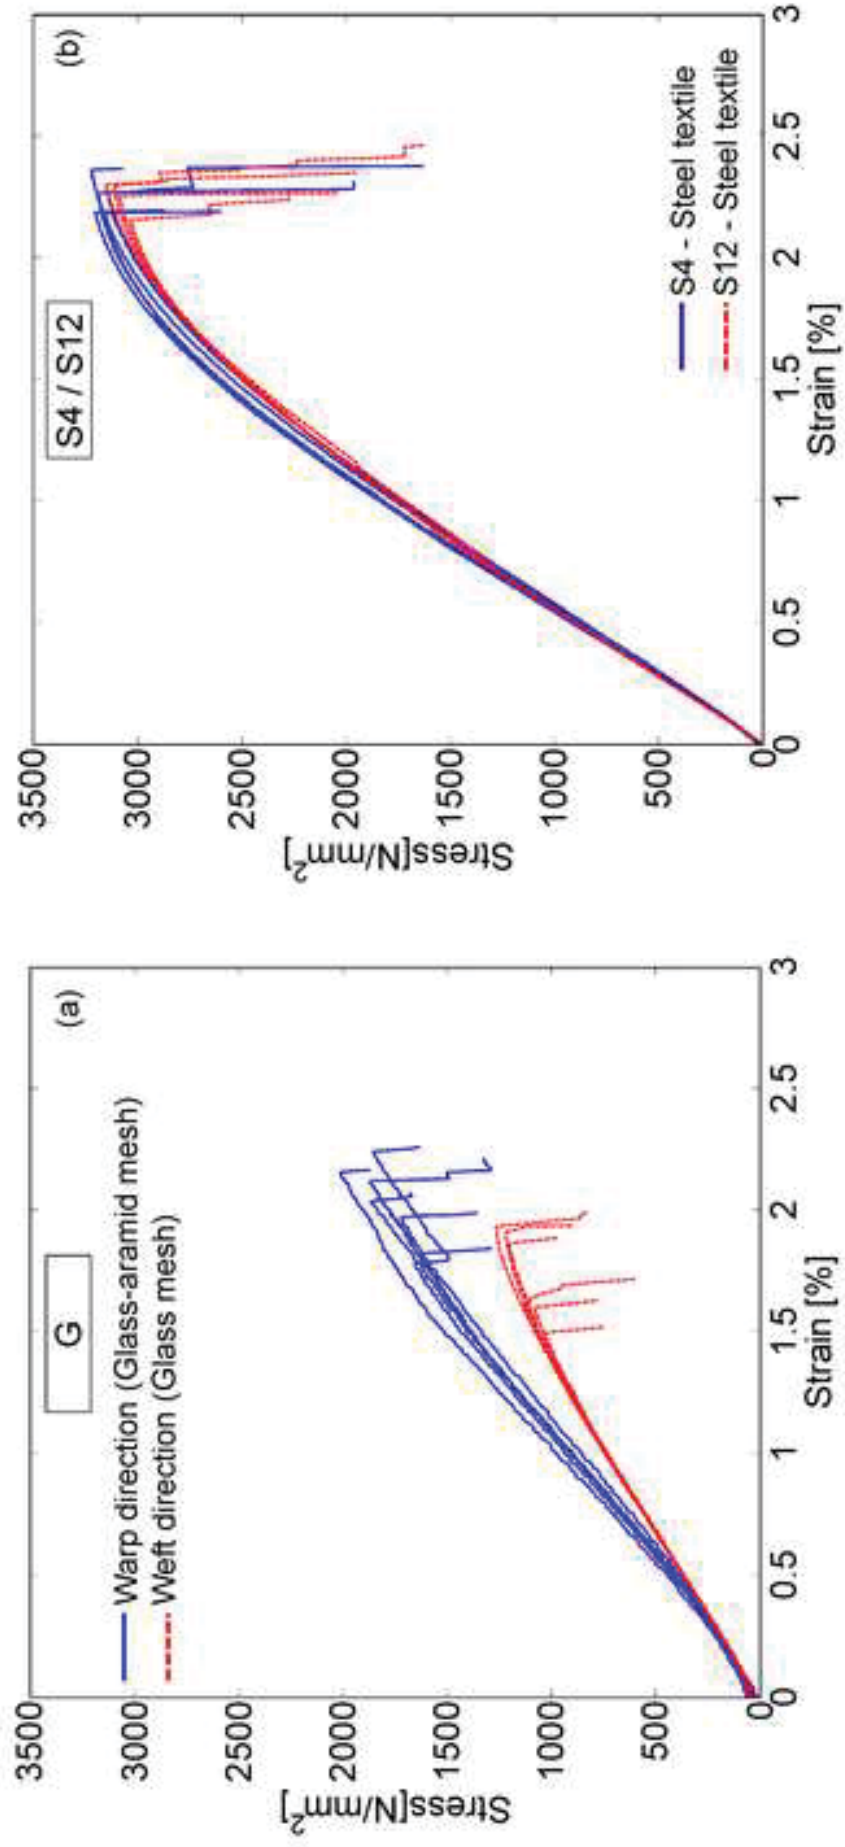 G
(a)
Warp direction (Glass-aramid mesh)
Weft direction (Glass mesh)
3500
3000
2500
2000
1500
1000
500
0
Stress[N/mm²]
0
0.5
1
1.5
2
2.5
3
Strain [%]
S4 / S12
(b)
3500
3000
2500
2000
1500
1000
500
0
Stress[N/mm²]
S4 - Steel textile
S12 - Steel textile
0
0.5
1
1.5
2
2.5
3
Strain [%]